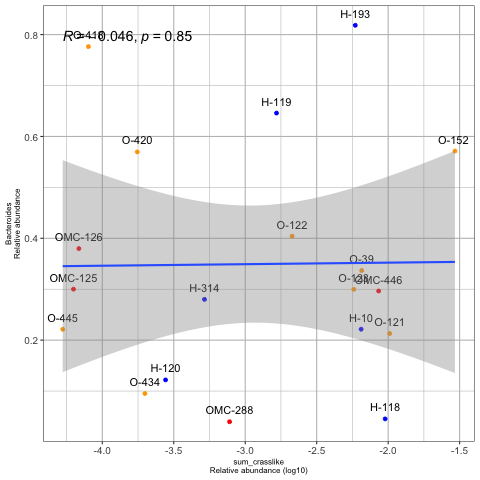 H-193
O-418
R = -0.046, p = 0.85
0.8
H-119
0.6
O-420
O-152
O-122
0.4
OMC-126
O-39
OMC-125
OMC-446
H-314
O-445
H-10
O-121
0.2
H-120
O-434
OMC-288
H-118
Bacteroides
Relative abundance
-4.0
-3.5
-3.0
-2.5
-2.0
-1.5
sum_crasslike
Relative abundance (log10)